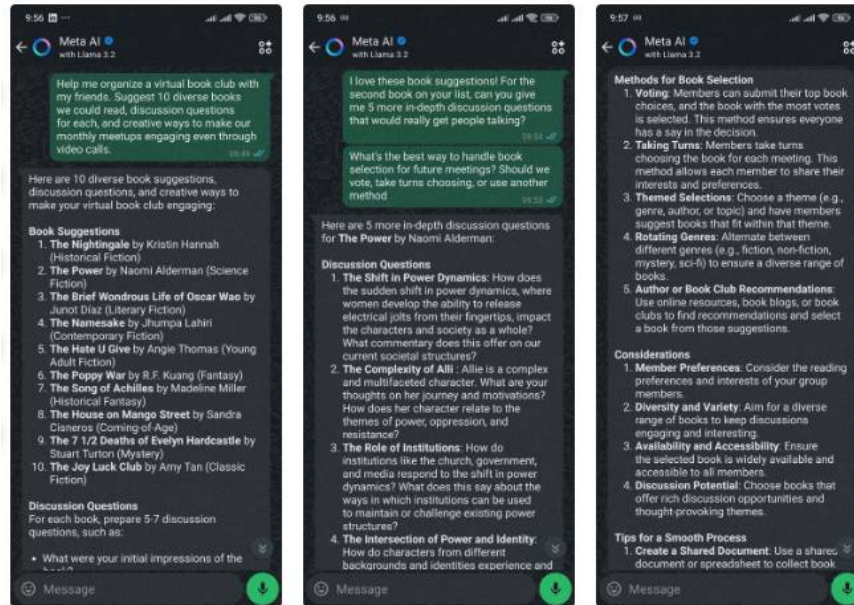 9:56
Meta AI
with Llama 3.2
Help me organize a virtual book club with
my friends. Suggest 10 diverse books
we could read, discussion questions
for each, and creative ways to make our
monthly meetups engaging even through
video calls.
09:49
Here are 10 diverse book suggestions,
discussion questions, and creative ways to
make your virtual book club engaging:
Book Suggestions
1. The Nightingale by Kristin Hannah
(Historical Fiction)
2. The Power by Naomi Alderman (Science
Fiction)
3. The Brief Wondrous Life of Oscar Wao by
Junot Díaz (Literary Fiction)
4. The Namesake by Jhumpa Lahiri
(Contemporary Fiction)
5. The Hate U Give by Angie Thomas (Young
Adult Fiction)
6. The Poppy War by R.F. Kuang (Fantasy)
7. The Song of Achilles by Madeline Miller
(Historical Fantasy)
8. The House on Mango Street by Sandra
Cisneros (Coming-of-Age)
9. The 7 1/2 Deaths of Evelyn Hardcastle by
Stuart Turton (Mystery)
10. The Joy Luck Club by Amy Tan (Classic
Fiction)
Discussion Questions
For each book, prepare 5-7 discussion
questions, such as:
• What were your initial impressions of the
Message
9:56
Meta AI
with Llama 3.2
I love these book suggestions! For the
second book on your list, can you give
me 5 more in-depth discussion questions
that would really get people talking?
What's the best way to handle book
selection for future meetings? Should we
vote, take turns choosing, or use another
method
09:50
Here are 5 more in-depth discussion questions
for The Power by Naomi Alderman:
Discussion Questions
1. The Shift in Power Dynamics: How does
the sudden shift in power dynamics, where
women develop the ability to release
electrical jolts from their fingertips, impact
the characters and society as a whole?
What commentary does this offer on our
current societal structures?
2. The Complexity of Alli : Allie is a complex
and multifaceted character. What are your
thoughts on her journey and motivations?
How does her character relate to the
themes of power, oppression, and
resistance?
3. The Role of Institutions: How do
institutions like the church, government,
and media respond to the shift in power
dynamics? What does this say about the
ways in which institutions can be used
to maintain or challenge existing power
structures?
4. The Intersection of Power and Identity:
How do characters from different
backgrounds and identities experience and
Message
9:57
Meta AI
with Llama 3.2
Methods for Book Selection
1. Voting: Members can submit their top book
choices, and the book with the most votes
is selected. This method ensures everyone
has a say in the decision.
2. Taking Turns: Members take turns
choosing the book for each meeting. This
method allows each member to share their
interests and preferences.
3. Themed Selections: Choose a theme (e.g.,
genre, author, or topic) and have members
suggest books that fit within that theme.
4. Rotating Genres: Alternate between
different genres (e.g., fiction, non-fiction,
mystery, sci-fi) to ensure a diverse range of
books.
5. Author or Book Club Recommendations:
Use online resources, book blogs, or book
clubs to find recommendations and select
a book from those suggestions.
Considerations
1. Member Preferences: Consider the reading
preferences and interests of your group
members.
2. Diversity and Variety: Aim for a diverse
range of books to keep discussions
engaging and interesting.
3. Availability and Accessibility: Ensure
the selected book is widely available and
accessible to all members.
4. Discussion Potential: Choose books that
offer rich discussion opportunities and
thought-provoking themes.
Tips for a Smooth Process
1. Create a Shared Document: Use a shared
document or spreadsheet to collect book
Message